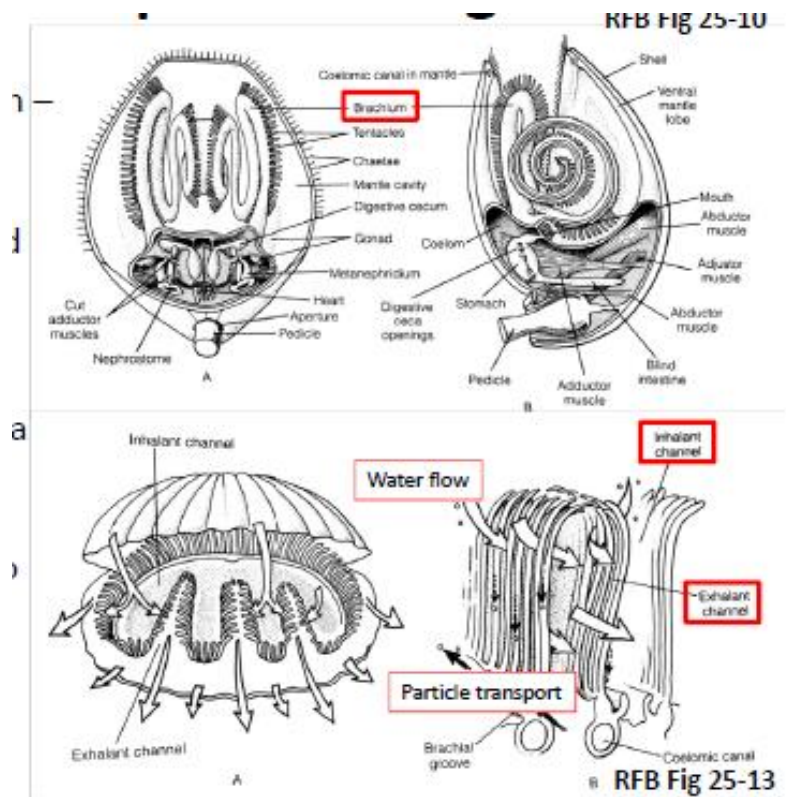 RFB Fig 25-10
Coelomic canal in mantle
Shell
Brachium
Ventral
mantle
lobe
Tentacles
Chaetae
Mantle cavity
Digestive cecum
Mouth
Gonad
Coelom
Abductor
muscle
Metanephridium
Adjustor
muscle
Cut
adductor
muscles
Heart
Aperture
Pedicle
Nephrostome
Digestive
ceca
openings
Stomach
Abductor
muscle
Pedicle
Adductor
muscle
Blind
intestine
A
B
Inhalant channel
Water flow
Inhalant
channel
Exhalant
channel
Particle transport
Exhalant channel
Brachial
groove
Coelomic canal
A
B
RFB Fig 25-13